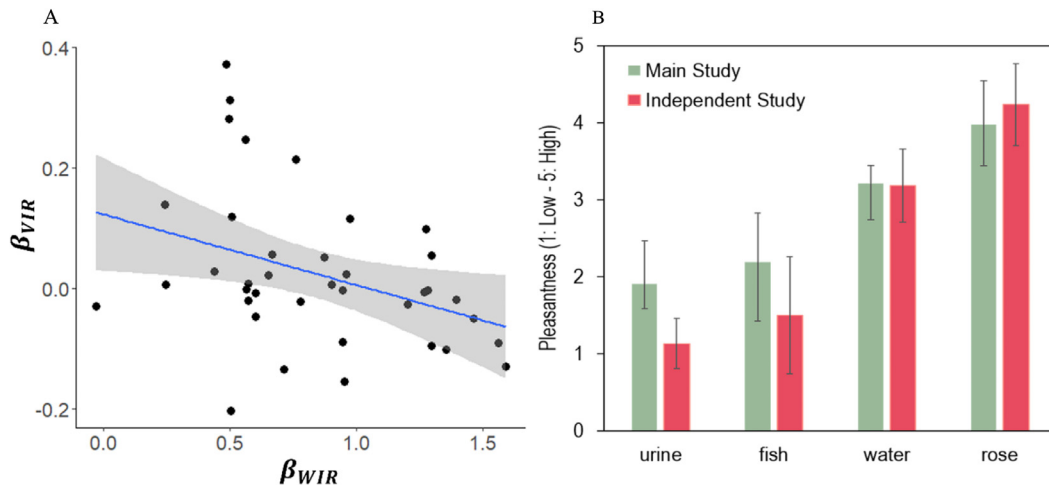 A
B
0.4
0.2
0.0
-0.2
β_VIR
0.0
0.5
1.0
1.5
β_WIR
Pleasantness (1: Low - 5: High)
5
4
3
2
1
0
Main Study
Independent Study
urine
fish
water
rose